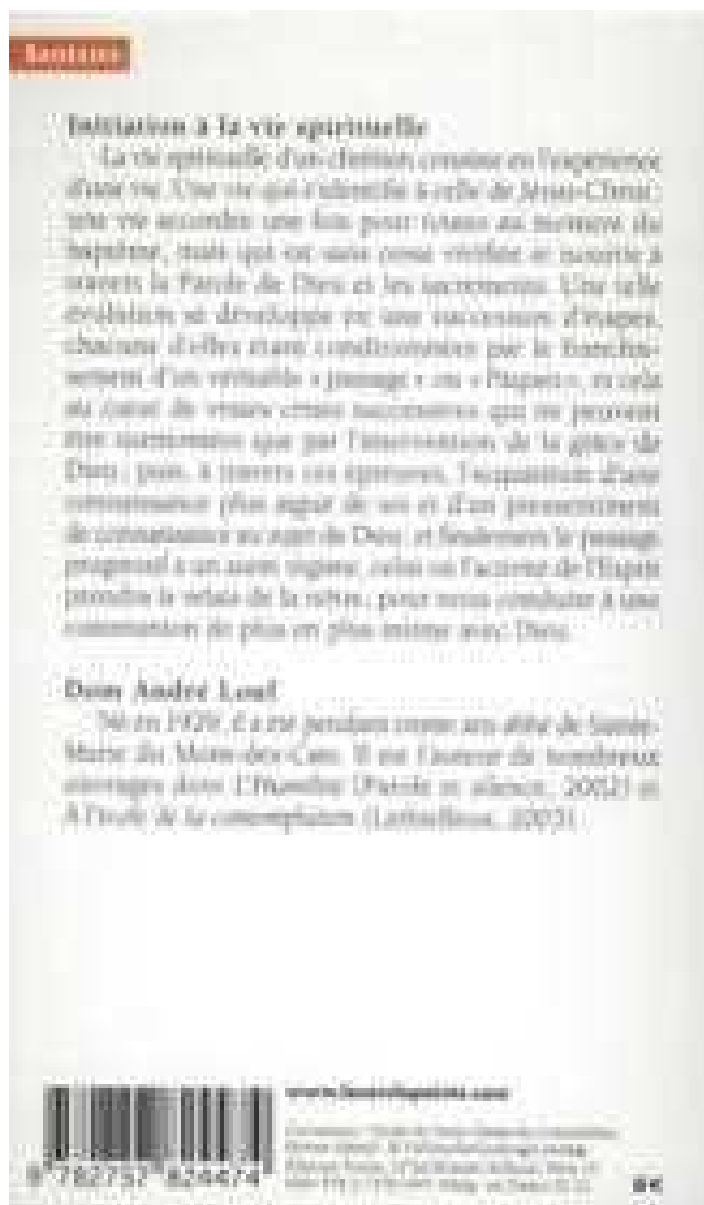 Initiation à la vie spirituelle
La vie spirituelle d'un chrétien consiste en l'expérience
d'une vie. Une vie qui s'identifie à celle de Jésus-Christ,
une vie accordée une fois pour toutes au moment du
baptême, mais qui est sans cesse vivifiée et nourrie à
travers la Parole de Dieu et les sacrements. Une telle
évolution se développe en une succession d'étapes,
chacune d'elles étant conditionnées par le franchis-
sement d'un véritable « passage » ou « Pâques », et cela
au cœur de vraies crises successives qui ne peuvent
être surmontées que par l'intervention de la grâce de
Dieu, puis, à travers ces épreuves, l'acquisition d'une
connaissance plus aiguë de soi et d'un pressentiment
de connaissance au sujet de Dieu, et finalement le passage
progressif à un autre régime, celui où l'activité de l'Esprit
prendra le relais de la nôtre, pour nous conduire à une
communion de plus en plus intime avec Dieu.
Dom André Louf
Né en 1929, il a été pendant trente ans abbé de Sainte-
Marie du Mont-des-Cats. Il est l'auteur de nombreux
ouvrages dont L'Humilité (Parole et silence, 2002) et
À l'école de la contemplation (Lethielleux, 2003).
9 782757 824474
8€